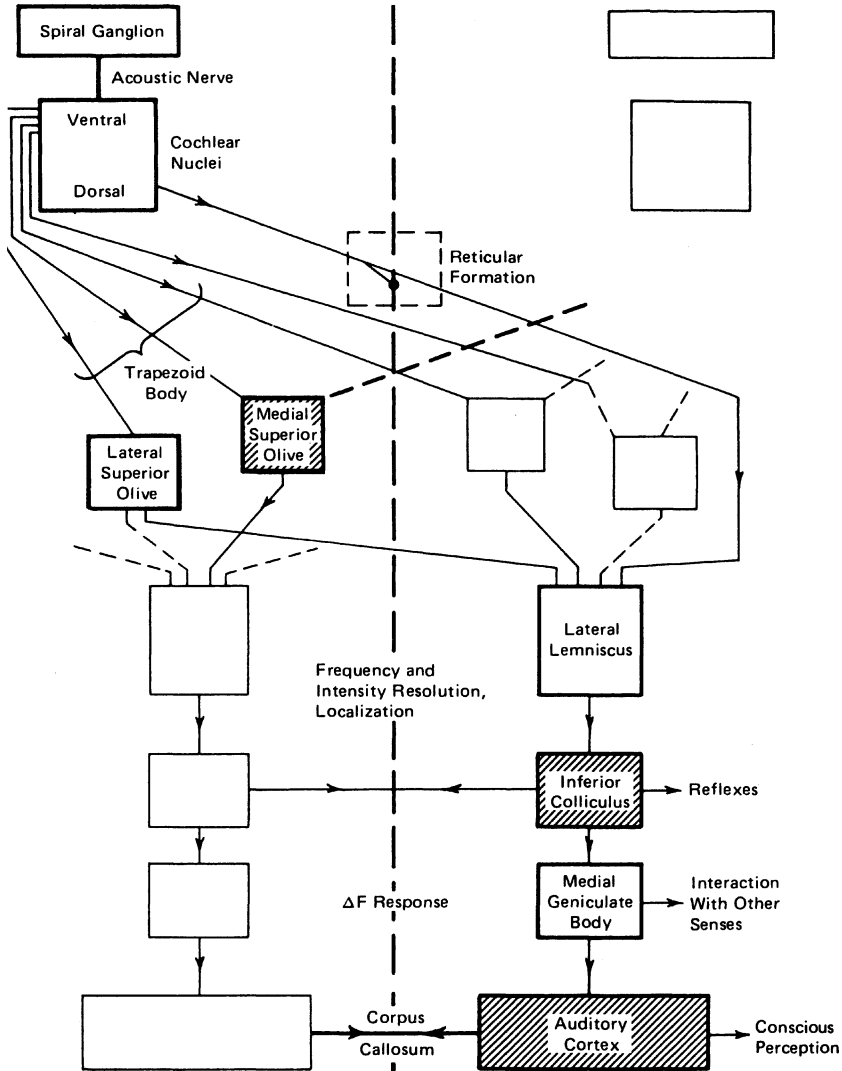 Spiral Ganglion
Acoustic Nerve
Ventral
Cochlear
Nuclei
Dorsal
Reticular
Formation
Trapezoid
Body
Medial
Superior
Olive
Lateral
Superior
Olive
Lateral
Lemniscus
Frequency and
Intensity Resolution,
Localization
Inferior
Colliculus
Reflexes
Medial
Geniculate
Body
Interaction
With Other
Senses
ΔF Response
Corpus
Callosum
Auditory
Cortex
Conscious
Perception